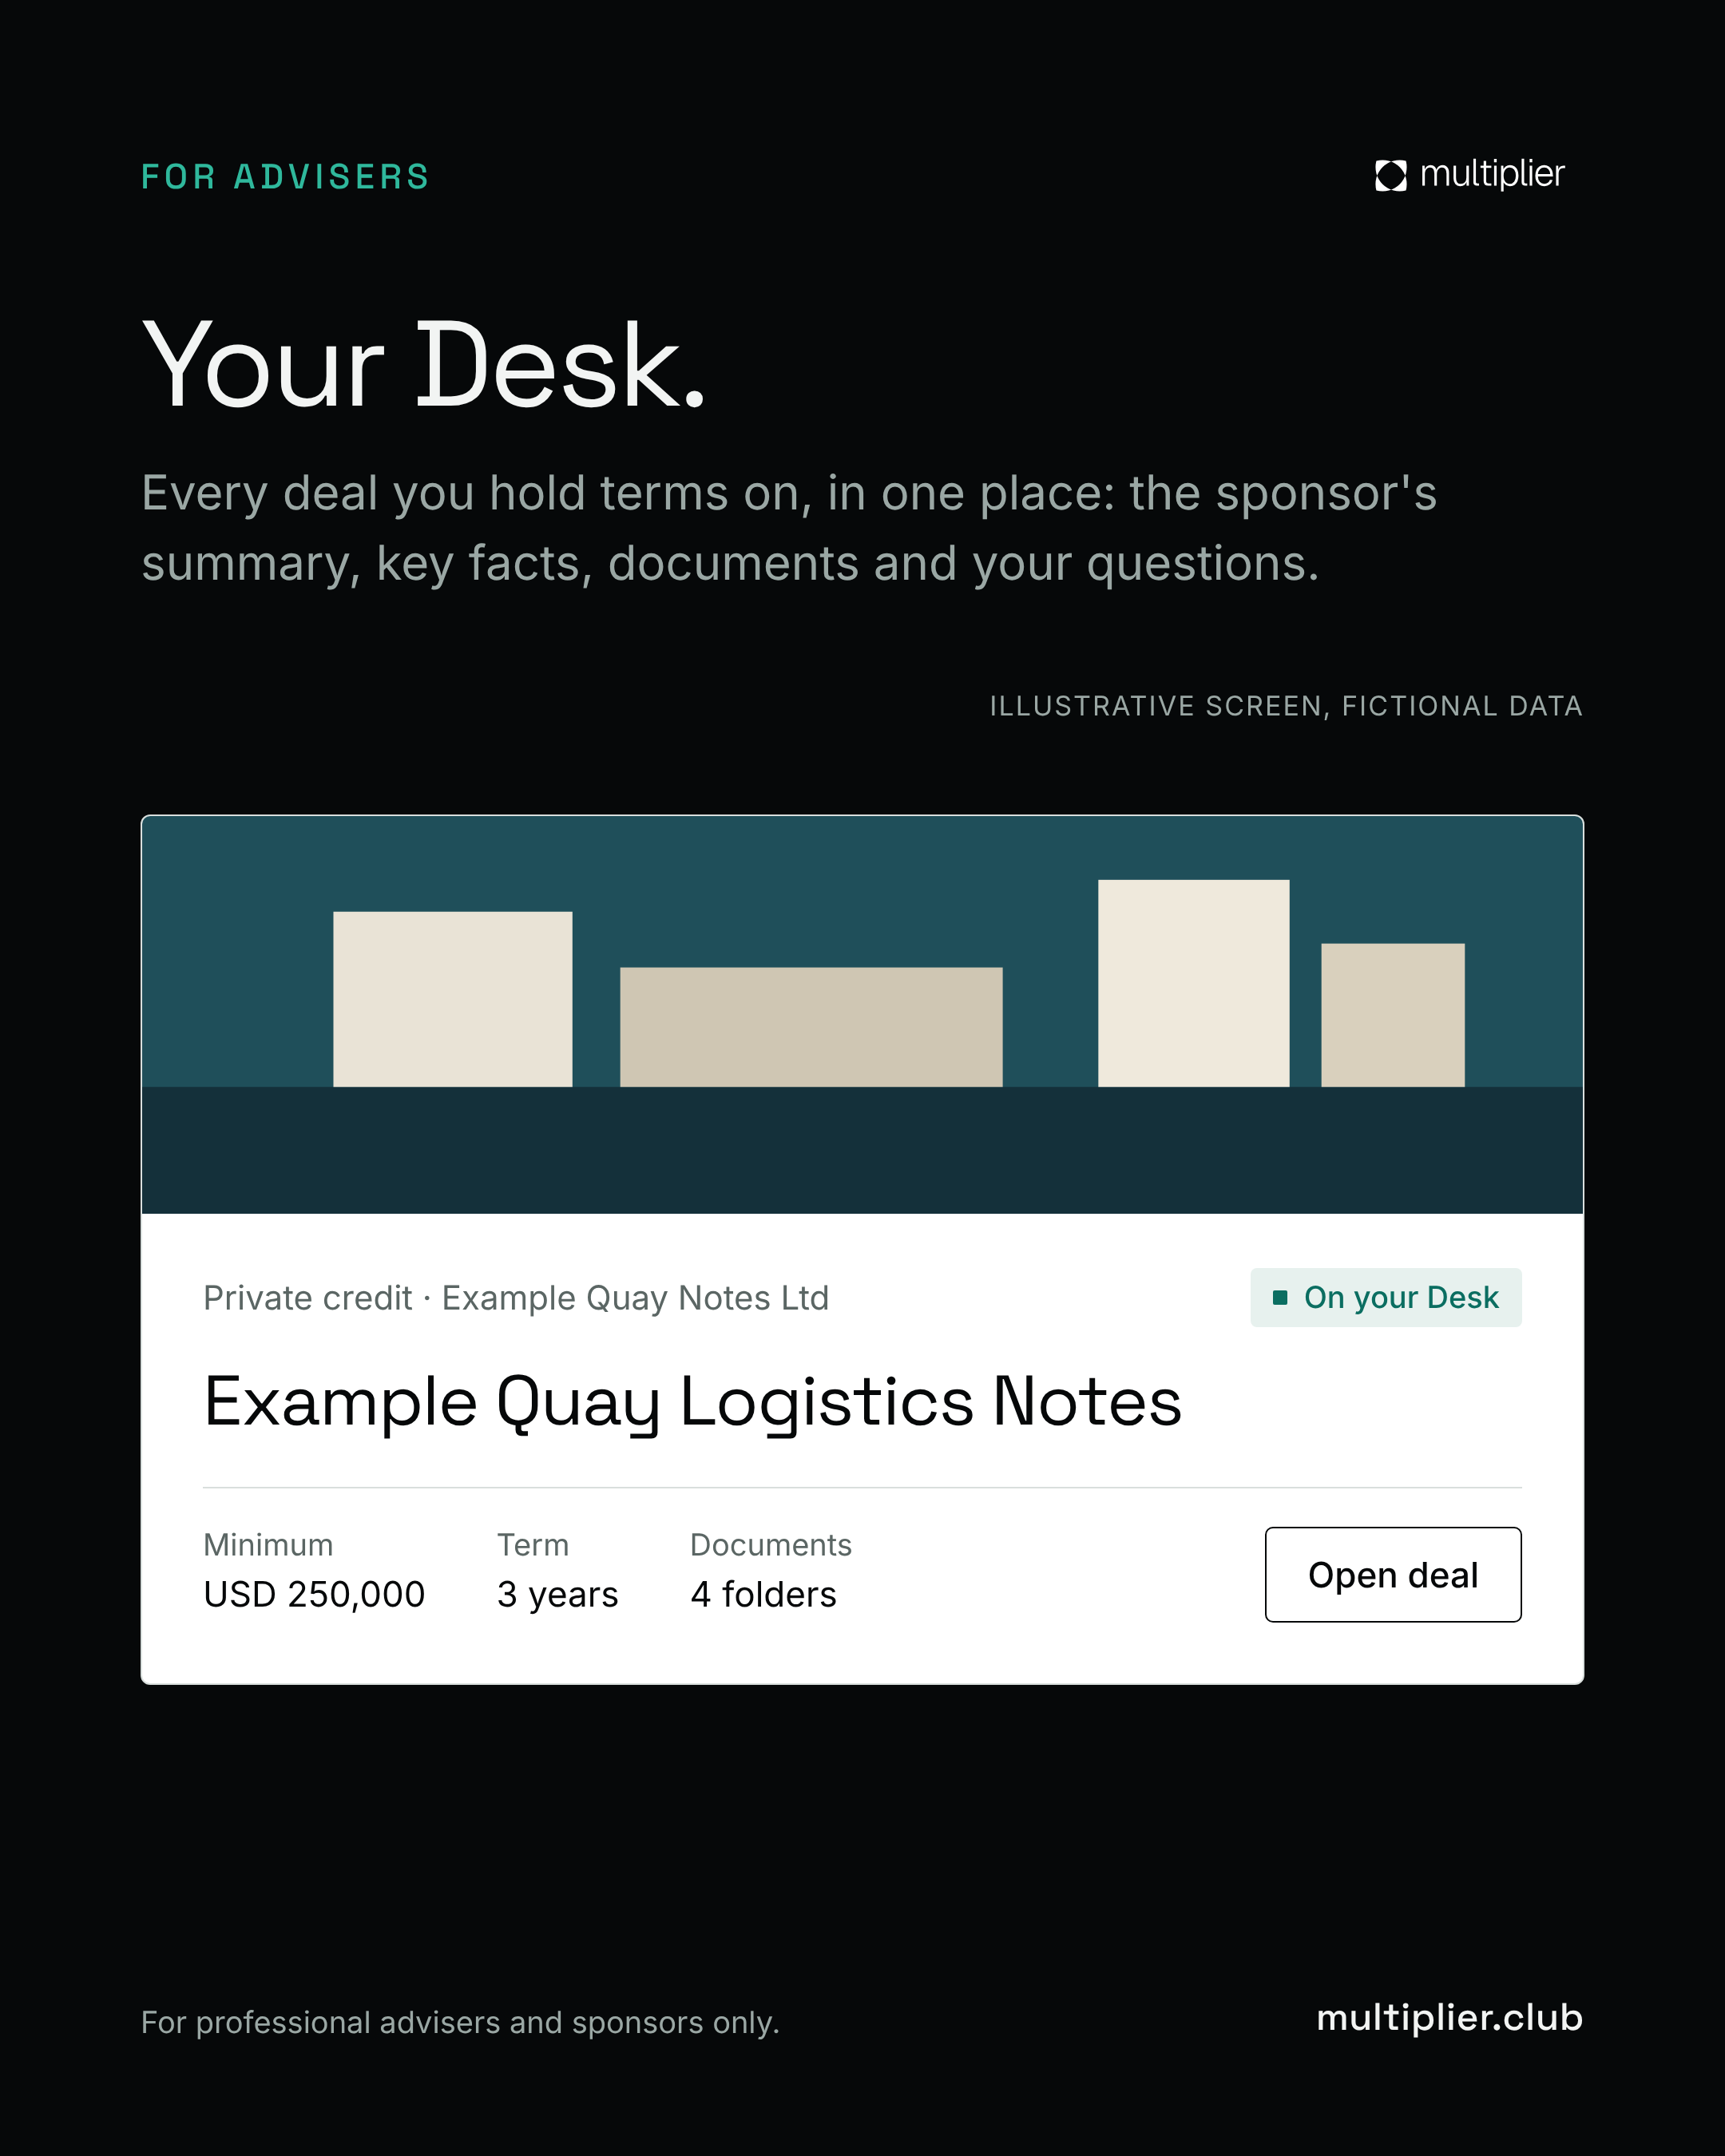 FOR ADVISERS
multiplier
Your Desk.
Every deal you hold terms on, in one place: the sponsor's
summary, key facts, documents and your questions.
ILLUSTRATIVE SCREEN, FICTIONAL DATA
Private credit · Example Quay Notes Ltd
On your Desk
Example Quay Logistics Notes
Minimum
Term
Documents
USD 250,000
3 years
4 folders
Open deal
For professional advisers and sponsors only.
multiplier.club